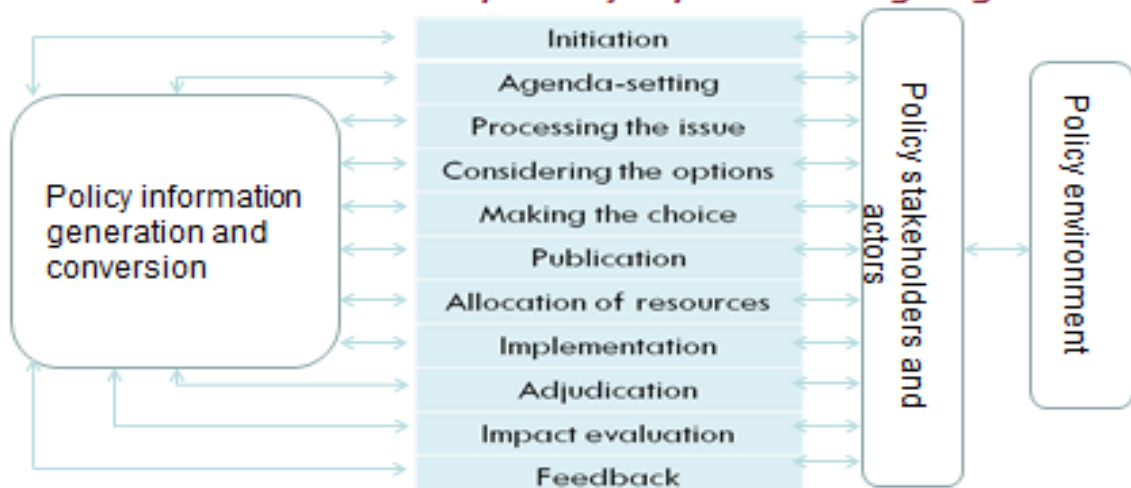 Initiation
Agenda-setting
Processing the issue
Considering the options
Making the choice
Publication
Allocation of resources
Implementation
Adjudication
Impact evaluation
Feedback
Policy information
generation and
conversion
Policy stakeholders and
actors
Policy environment